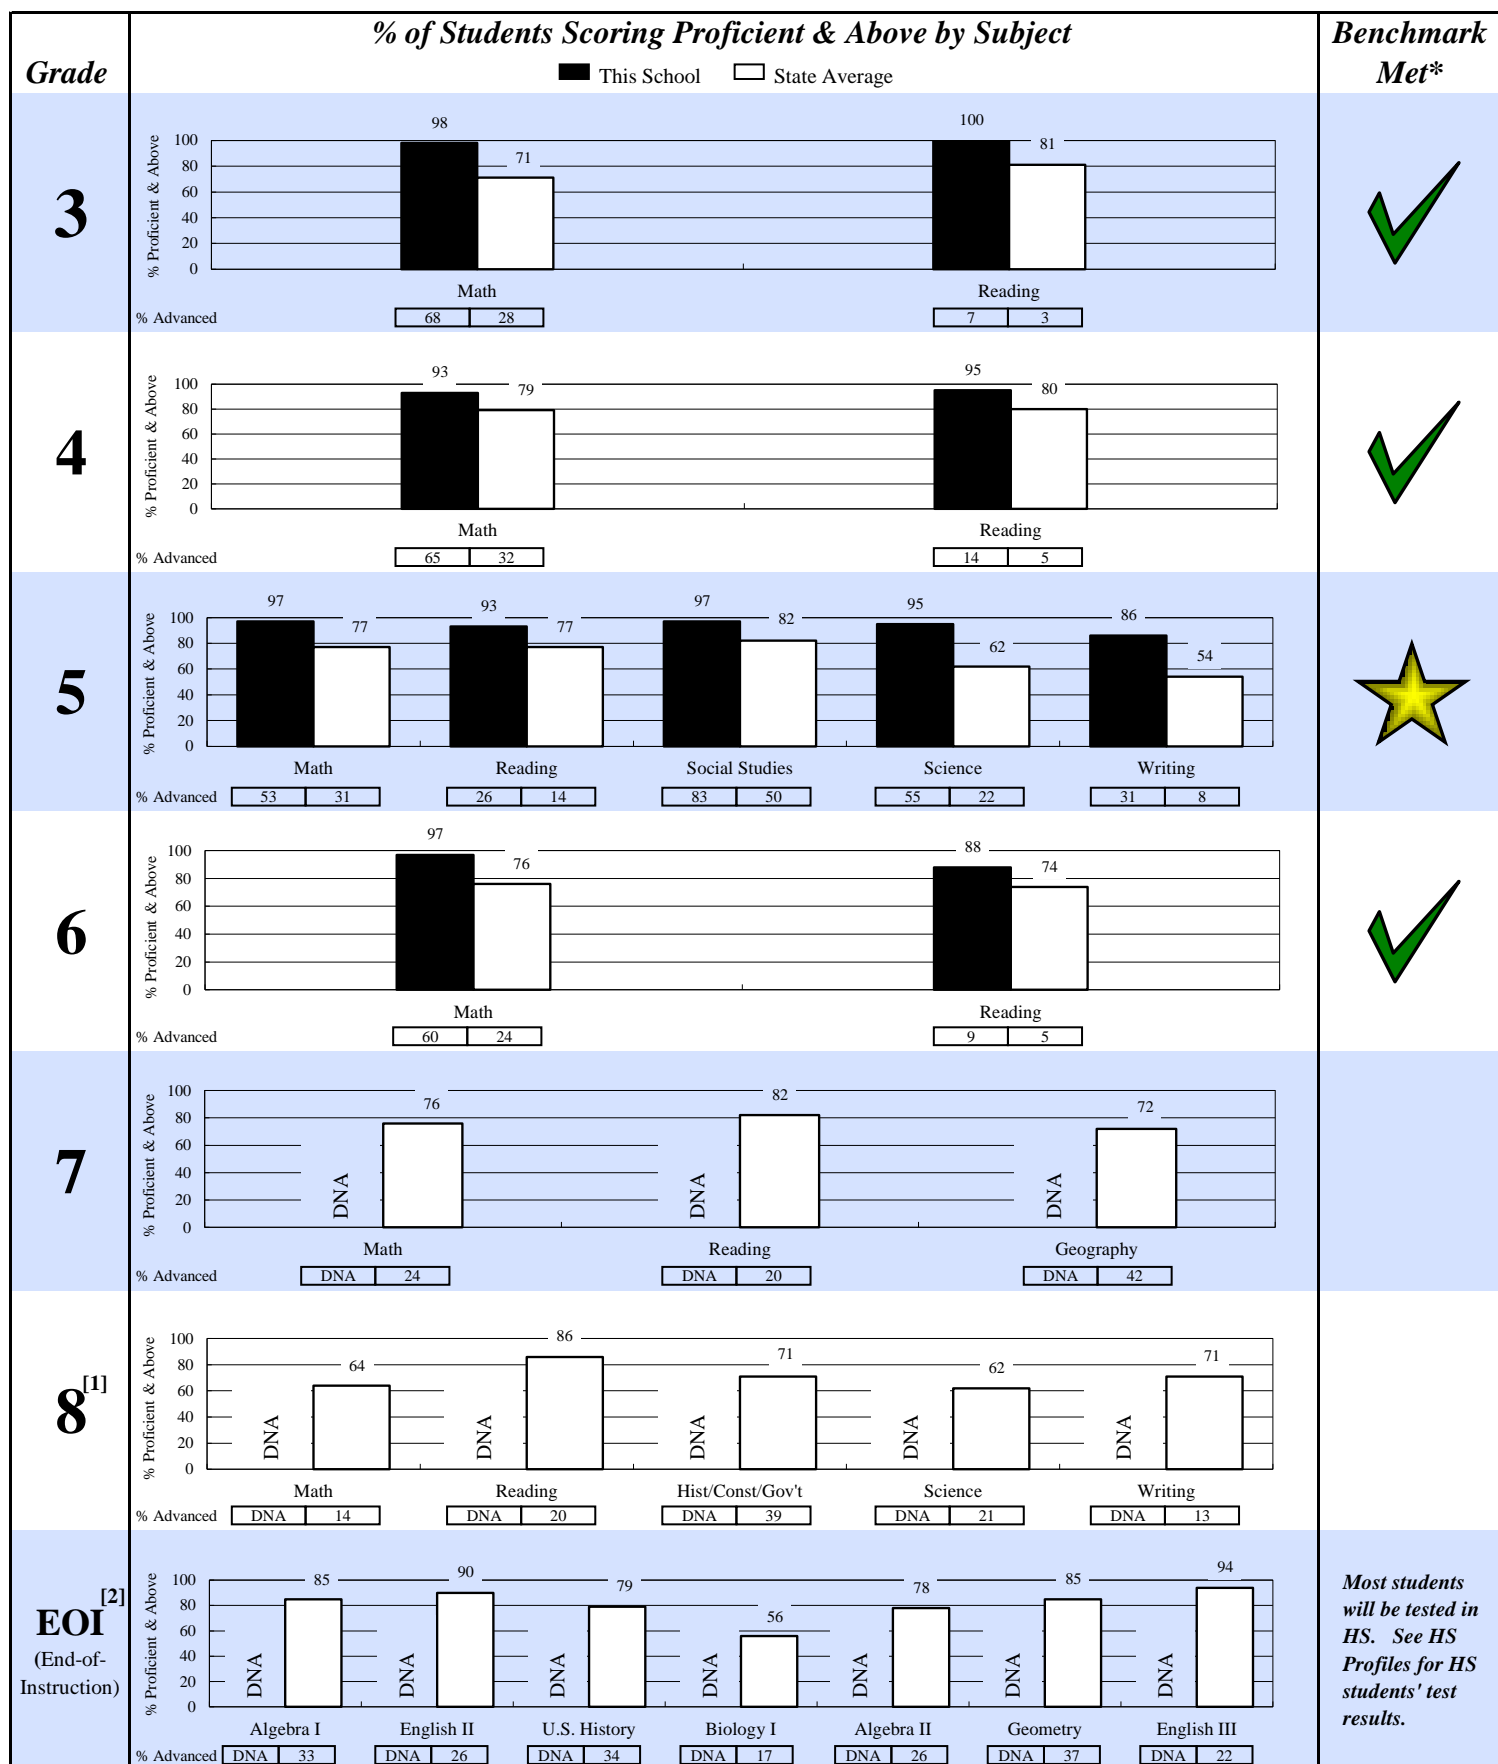 % of Students Scoring Proficient & Above by Subject
Benchmark
Met*
Grade
This School
State Average
3
% Proficient & Above
100
80
60
40
20
0
98
71
100
81
Math
Reading
% Advanced
68 28
7 3
4
% Proficient & Above
100
80
60
40
20
0
93
79
95
80
Math
Reading
% Advanced
65 32
14 5
5
% Proficient & Above
100
80
60
40
20
0
97
77
93
77
97
82
95
62
86
54
Math
Reading
Social Studies
Science
Writing
% Advanced
53 31
26 14
83 50
55 22
31 8
6
% Proficient & Above
100
80
60
40
20
0
97
76
88
74
Math
Reading
% Advanced
60 24
9 5
7
% Proficient & Above
100
80
60
40
20
0
DNA
76
DNA
82
DNA
72
Math
Reading
Geography
% Advanced
DNA 24
DNA 20
DNA 42
8[1]
% Proficient & Above
100
80
60
40
20
0
DNA
64
DNA
86
DNA
71
DNA
62
DNA
71
Math
Reading
Hist/Const/Gov't
Science
Writing
% Advanced
DNA 14
DNA 20
DNA 39
DNA 21
DNA 13
EOI[2]
(End-of-
Instruction)
% Proficient & Above
100
80
60
40
20
0
DNA
85
DNA
90
DNA
79
DNA
56
DNA
78
DNA
85
DNA
94
Algebra I
English II
U.S. History
Biology I
Algebra II
Geometry
English III
% Advanced
DNA 33
DNA 26
DNA 34
DNA 17
DNA 26
DNA 37
DNA 22
Most students
will be tested in
HS. See HS
Profiles for HS
students' test
results.